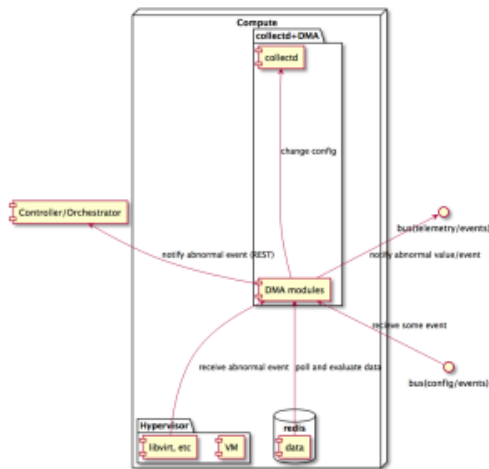 Compute
collectd+DMA
collectd
change config
Controller/Orchestrator
bus(telemetry/events)
notify abnormal event (REST)
notify abnormal value/event
DMA modules
recieve some event
receive abnormal event
poll and evaluate data
bus(config/events)
Hypervisor
redis
libvirt, etc
VM
data